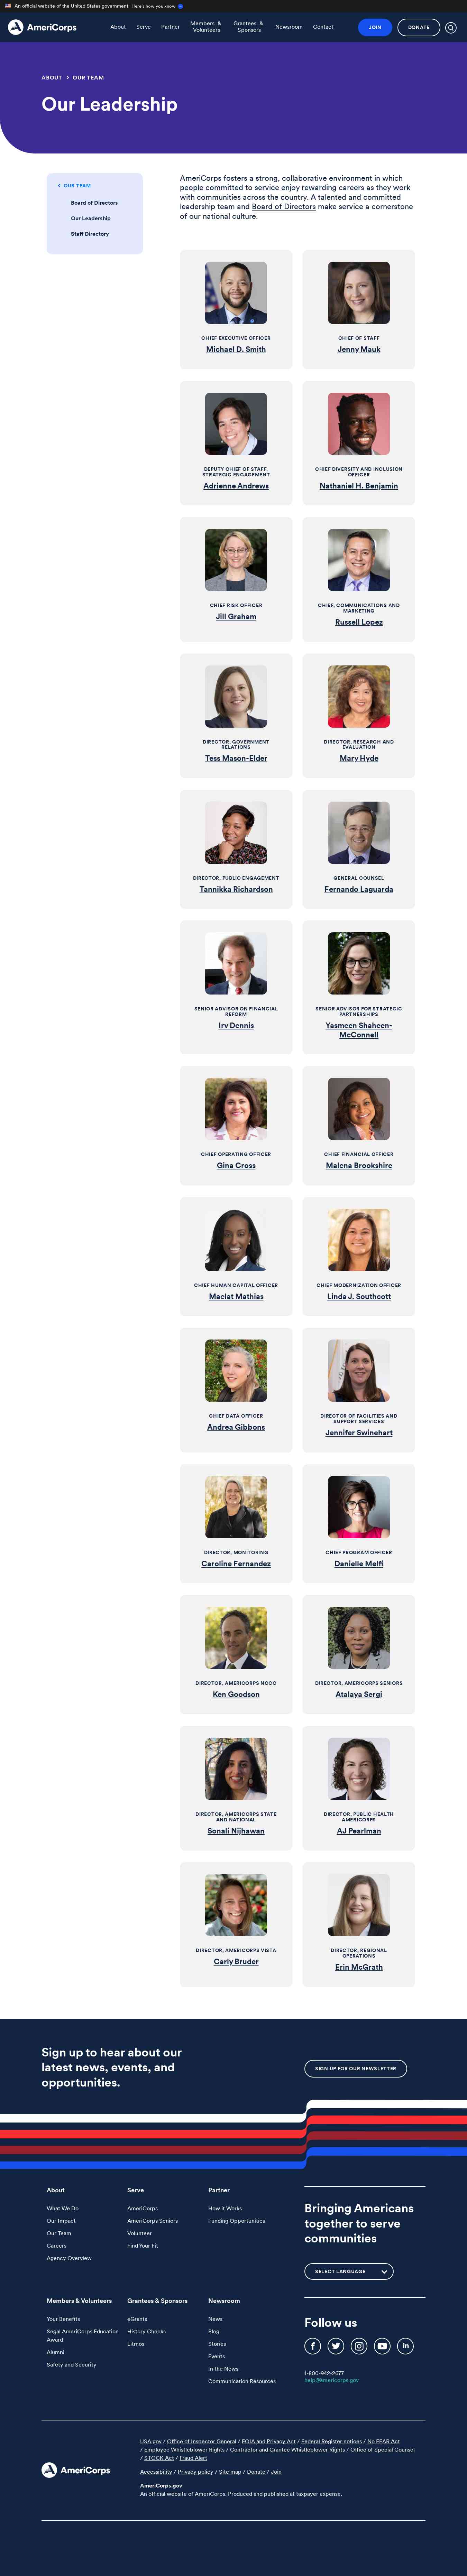 An official website of the United States government Here's how you know
AmeriCorps
About
Serve
Partner
Members &
Volunteers
Grantees &
Sponsors
Newsroom
Contact
JOIN
DONATE
ABOUT > OUR TEAM
Our Leadership
< OUR TEAM
Board of Directors
Our Leadership
Staff Directory
AmeriCorps fosters a strong, collaborative environment in which
people committed to service enjoy rewarding careers as they work
with communities across the country. A talented and committed
leadership team and Board of Directors make service a cornerstone
of our national culture.
CHIEF EXECUTIVE OFFICER
Michael D. Smith
CHIEF OF STAFF
Jenny Mauk
DEPUTY CHIEF OF STAFF,
STRATEGIC ENGAGEMENT
Adrienne Andrews
CHIEF DIVERSITY AND INCLUSION
OFFICER
Nathaniel H. Benjamin
CHIEF RISK OFFICER
Jill Graham
CHIEF, COMMUNICATIONS AND
MARKETING
Russell Lopez
DIRECTOR, GOVERNMENT
RELATIONS
Tess Mason-Elder
DIRECTOR, RESEARCH AND
EVALUATION
Mary Hyde
DIRECTOR, PUBLIC ENGAGEMENT
Tannikka Richardson
GENERAL COUNSEL
Fernando Laguarda
SENIOR ADVISOR ON FINANCIAL
REFORM
Irv Dennis
SENIOR ADVISOR FOR STRATEGIC
PARTNERSHIPS
Yasmeen Shaheen-
McConnell
CHIEF OPERATING OFFICER
Gina Cross
CHIEF FINANCIAL OFFICER
Malena Brookshire
CHIEF HUMAN CAPITAL OFFICER
Maelat Mathias
CHIEF MODERNIZATION OFFICER
Linda J. Southcott
CHIEF DATA OFFICER
Andrea Gibbons
DIRECTOR OF FACILITIES AND
SUPPORT SERVICES
Jennifer Swinehart
DIRECTOR, MONITORING
Caroline Fernandez
CHIEF PROGRAM OFFICER
Danielle Melfi
DIRECTOR, AMERICORPS NCCC
Ken Goodson
DIRECTOR, AMERICORPS SENIORS
Atalaya Sergi
DIRECTOR, AMERICORPS STATE
AND NATIONAL
Sonali Nijhawan
DIRECTOR, PUBLIC HEALTH
AMERICORPS
AJ Pearlman
DIRECTOR, AMERICORPS VISTA
Carly Bruder
DIRECTOR, REGIONAL
OPERATIONS
Erin McGrath
Sign up to hear about our
latest news, events, and
opportunities.
SIGN UP FOR OUR NEWSLETTER
About
What We Do
Our Impact
Our Team
Careers
Agency Overview
Serve
AmeriCorps
AmeriCorps Seniors
Volunteer
Find Your Fit
Partner
How it Works
Funding Opportunities
Bringing Americans
together to serve
communities
SELECT LANGUAGE
Members & Volunteers
Your Benefits
Segal AmeriCorps Education
Award
Alumni
Safety and Security
Grantees & Sponsors
eGrants
History Checks
Litmos
Newsroom
News
Blog
Stories
Events
In the News
Communication Resources
Follow us
1-800-942-2677
help@americorps.gov
AmeriCorps
USA.gov / Office of Inspector General / FOIA and Privacy Act / Federal Register notices / No FEAR Act
/ Employee Whistleblower Rights / Contractor and Grantee Whistleblower Rights / Office of Special Counsel
/ STOCK Act / Fraud Alert
Accessibility / Privacy policy / Site map / Donate / Join
AmeriCorps.gov
An official website of AmeriCorps. Produced and published at taxpayer expense.